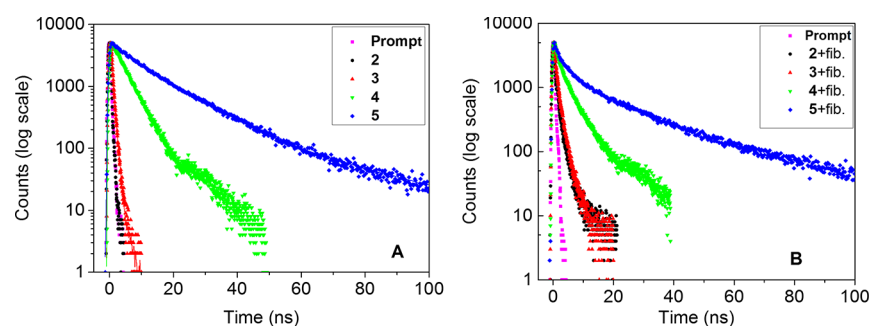 10000
1000
100
10
1
Counts (log scale)
0
20
40
60
80
100
Time (ns)
Prompt
2
3
4
5
A
10000
1000
100
10
1
Counts (log scale)
0
20
40
60
80
100
Time (ns)
Prompt
2+fib.
3+fib.
4+fib.
5+fib.
B